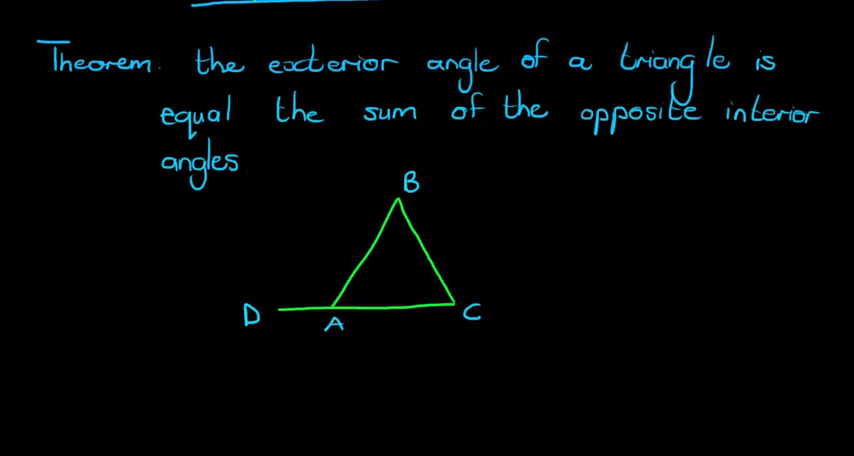 Theorem. the exterior angle of a triangle is
equal the sum of the opposite interior
angles
B
D
A
C